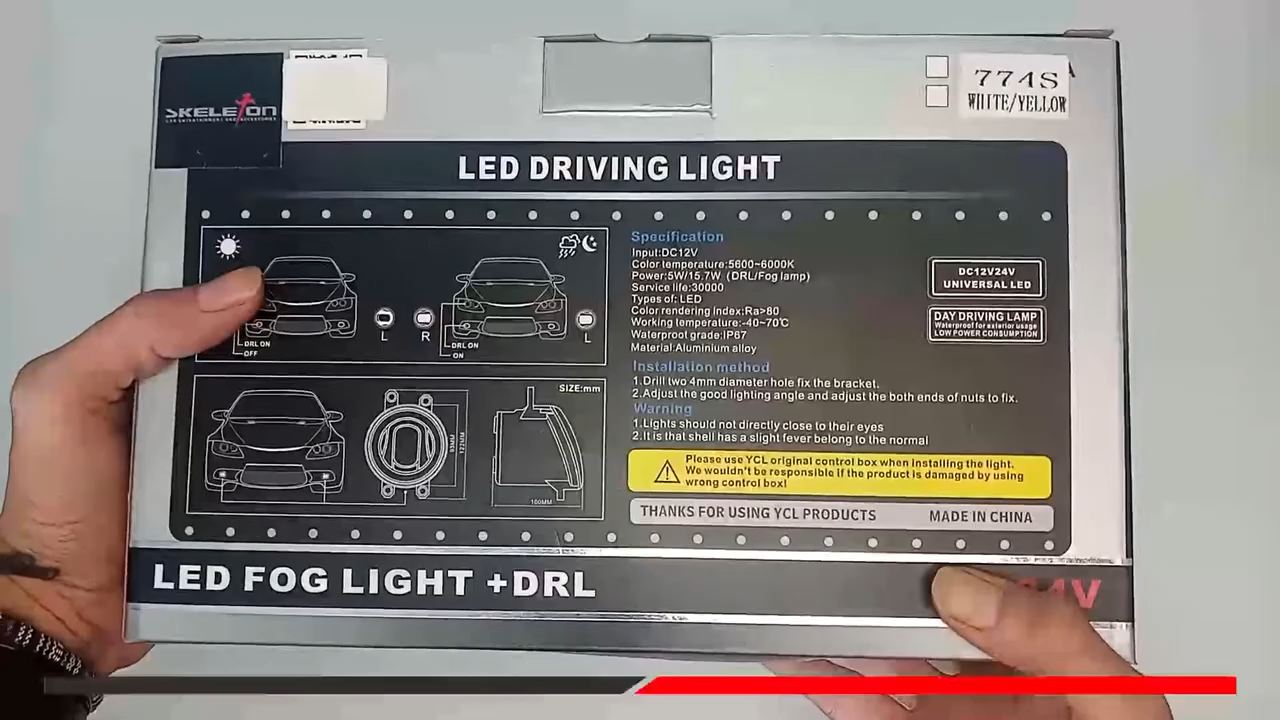 SKELETON
CAR ENTERTAINMENT AND ACCESSORIES
774S
WHITE/YELLOW
LED DRIVING LIGHT
DRL ON
OFF
L
R
DRL ON
ON
L
SIZE:mm
100MM
Specification
Input:DC12V
Color temperature:5600~6000K
Power:5W/15.7W (DRL/Fog lamp)
Service life:30000
Types of: LED
Color rendering index:Ra>80
Working temperature:-40~70℃
Waterproof grade:IP67
Material:Aluminium alloy
Installation method
1.Drill two 4mm diameter hole fix the bracket.
2.Adjust the good lighting angle and adjust the both ends of nuts to fix.
Warning
1.Lights should not directly close to their eyes
2.It is that shell has a slight fever belong to the normal
DC12V24V
UNIVERSAL LED
DAY DRIVING LAMP
Waterproof for exterior usage
LOW POWER CONSUMPTION
Please use YCL original control box when installing the light.
We wouldn't be responsible if the product is damaged by using
wrong control box!
THANKS FOR USING YCL PRODUCTS MADE IN CHINA
LED FOG LIGHT +DRL
4V